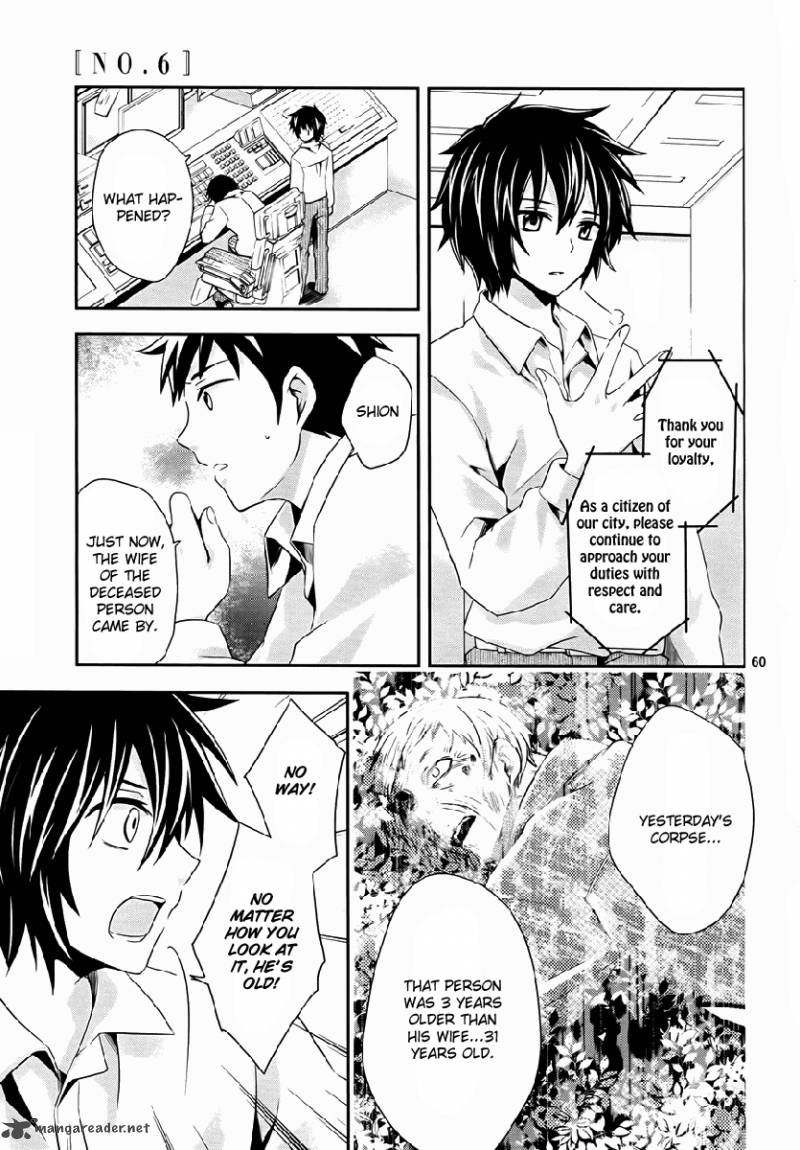 [NO.6]
Thank you
for your
loyalty.
As a citizen of
our city, please
continue to
approach your
duties with
respect and
care.
WHAT HAP-
PENED?
SHION
JUST NOW,
THE WIFE
OF THE
DECEASED
PERSON
CAME BY.
60
YESTERDAY'S
CORPSE...
THAT PERSON
WAS 3 YEARS
OLDER THAN
HIS WIFE...31
YEARS OLD.
NO
WAY!
NO
MATTER
HOW YOU
LOOK AT
IT, HE'S
OLD!
mangareader.net